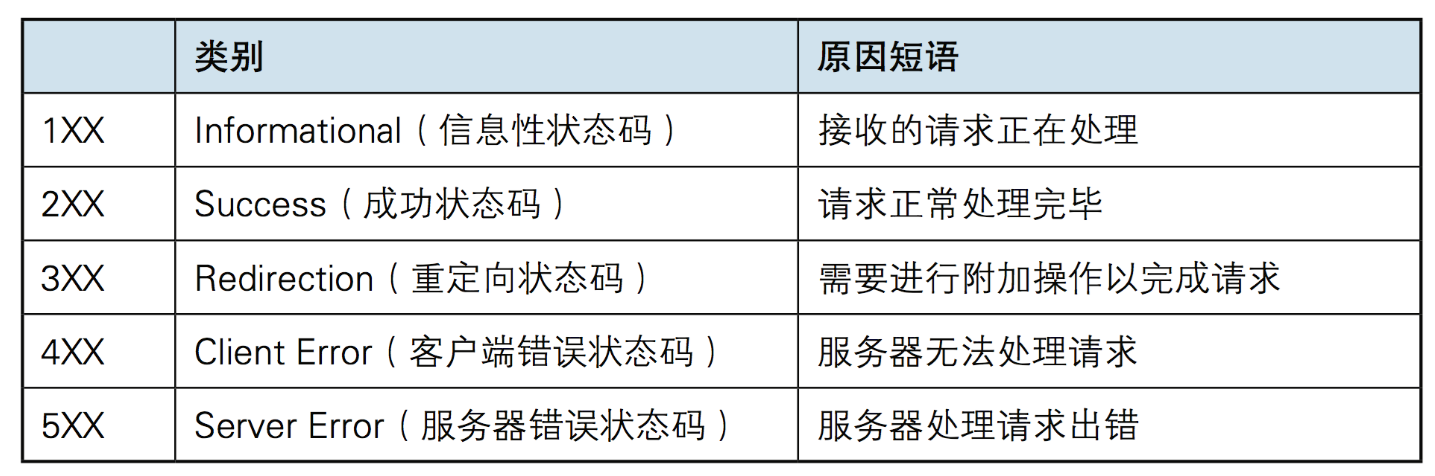 类别 原因短语
1XX Informational（信息性状态码） 接收的请求正在处理
2XX Success（成功状态码） 请求正常处理完毕
3XX Redirection（重定向状态码） 需要进行附加操作以完成请求
4XX Client Error（客户端错误状态码） 服务器无法处理请求
5XX Server Error（服务器错误状态码） 服务器处理请求出错